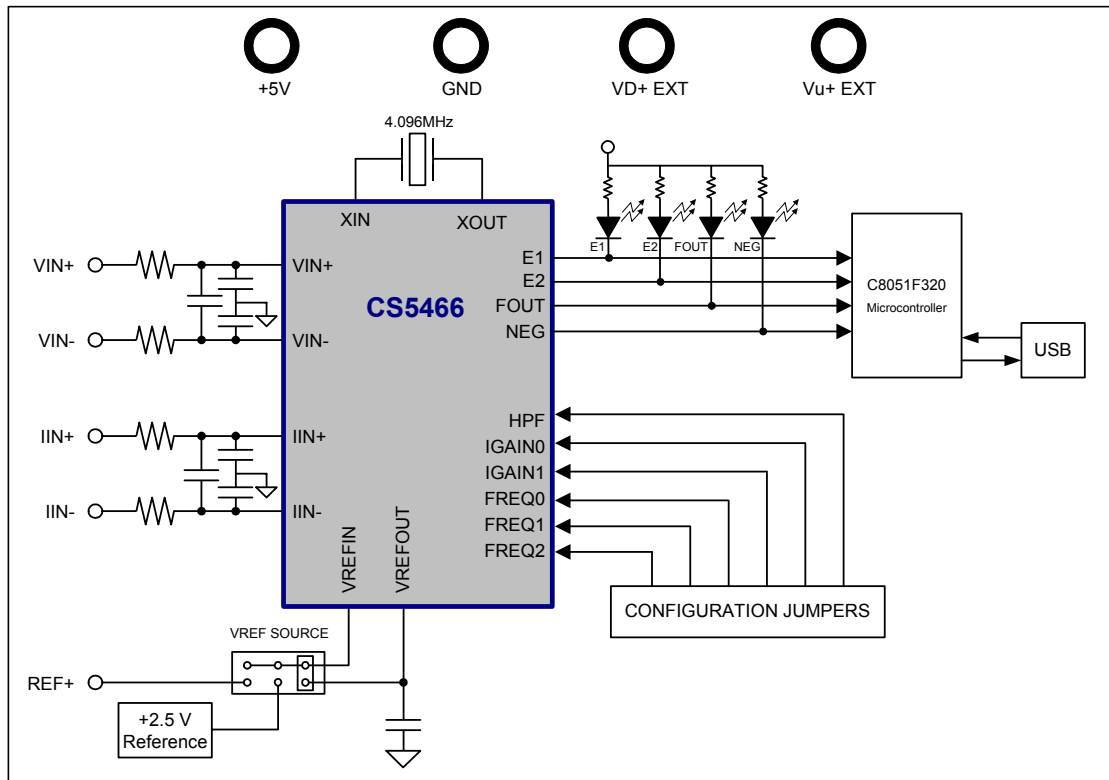 +5V
GND
VD+ EXT
Vu+ EXT
4.096MHz
XIN
XOUT
E1
E2
FOUT
NEG
VIN+
VIN+
E1
E2
FOUT
NEG
C8051F320
Microcontroller
CS5466
VIN-
VIN-
USB
IIN+
IIN+
HPF
IGAIN0
IGAIN1
FREQ0
FREQ1
FREQ2
IIN-
IIN-
VREFIN
VREFOUT
CONFIGURATION JUMPERS
VREF SOURCE
REF+
+2.5 V
Reference